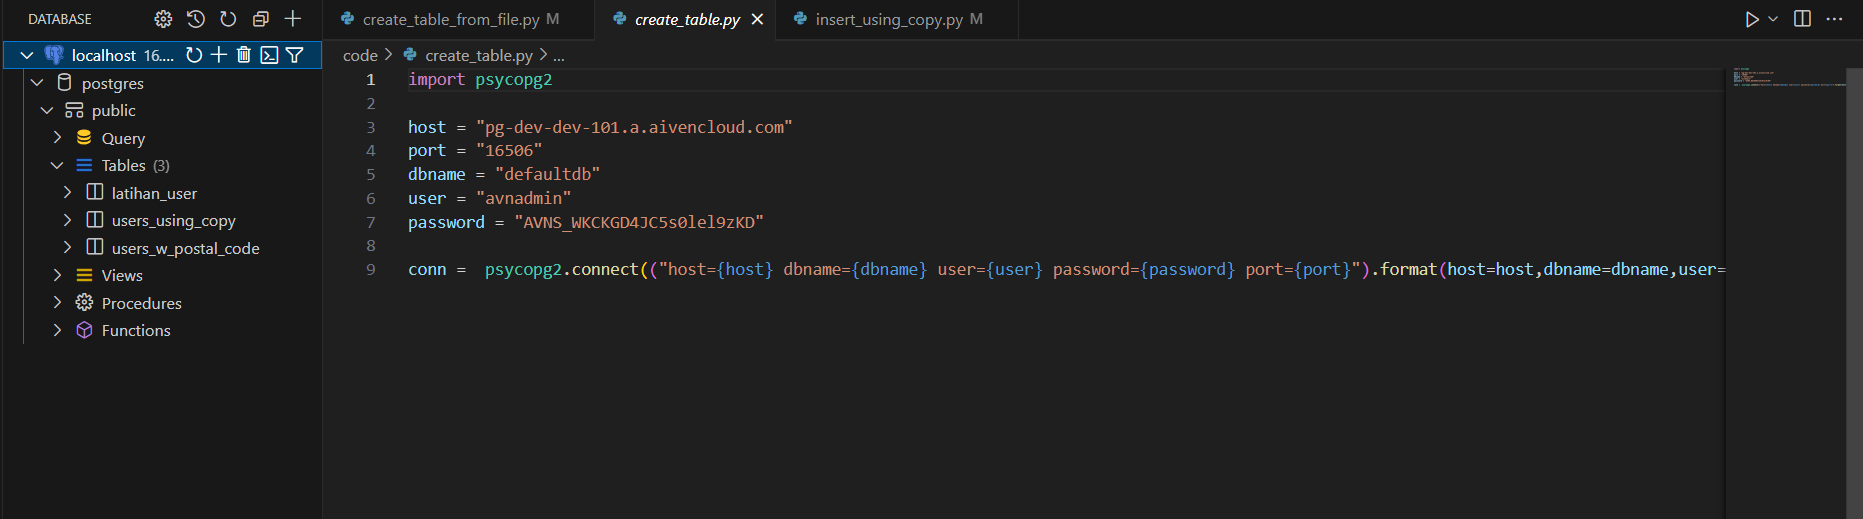 DATABASE
localhost 16....
postgres
public
Query
Tables (3)
latihan_user
users_using_copy
users_w_postal_code
Views
Procedures
Functions
create_table_from_file.py M
create_table.py
insert_using_copy.py M
code > create_table.py > ...
1 import psycopg2
2
3 host = "pg-dev-dev-101.a.aivencloud.com"
4 port = "16506"
5 dbname = "defaultdb"
6 user = "avnadmin"
7 password = "AVNS_WKCKGD4JC5s0lel9zKD"
8
9 conn =  psycopg2.connect(("host={host} dbname={dbname} user={user} password={password} port={port}").format(host=host,dbname=dbname,user=